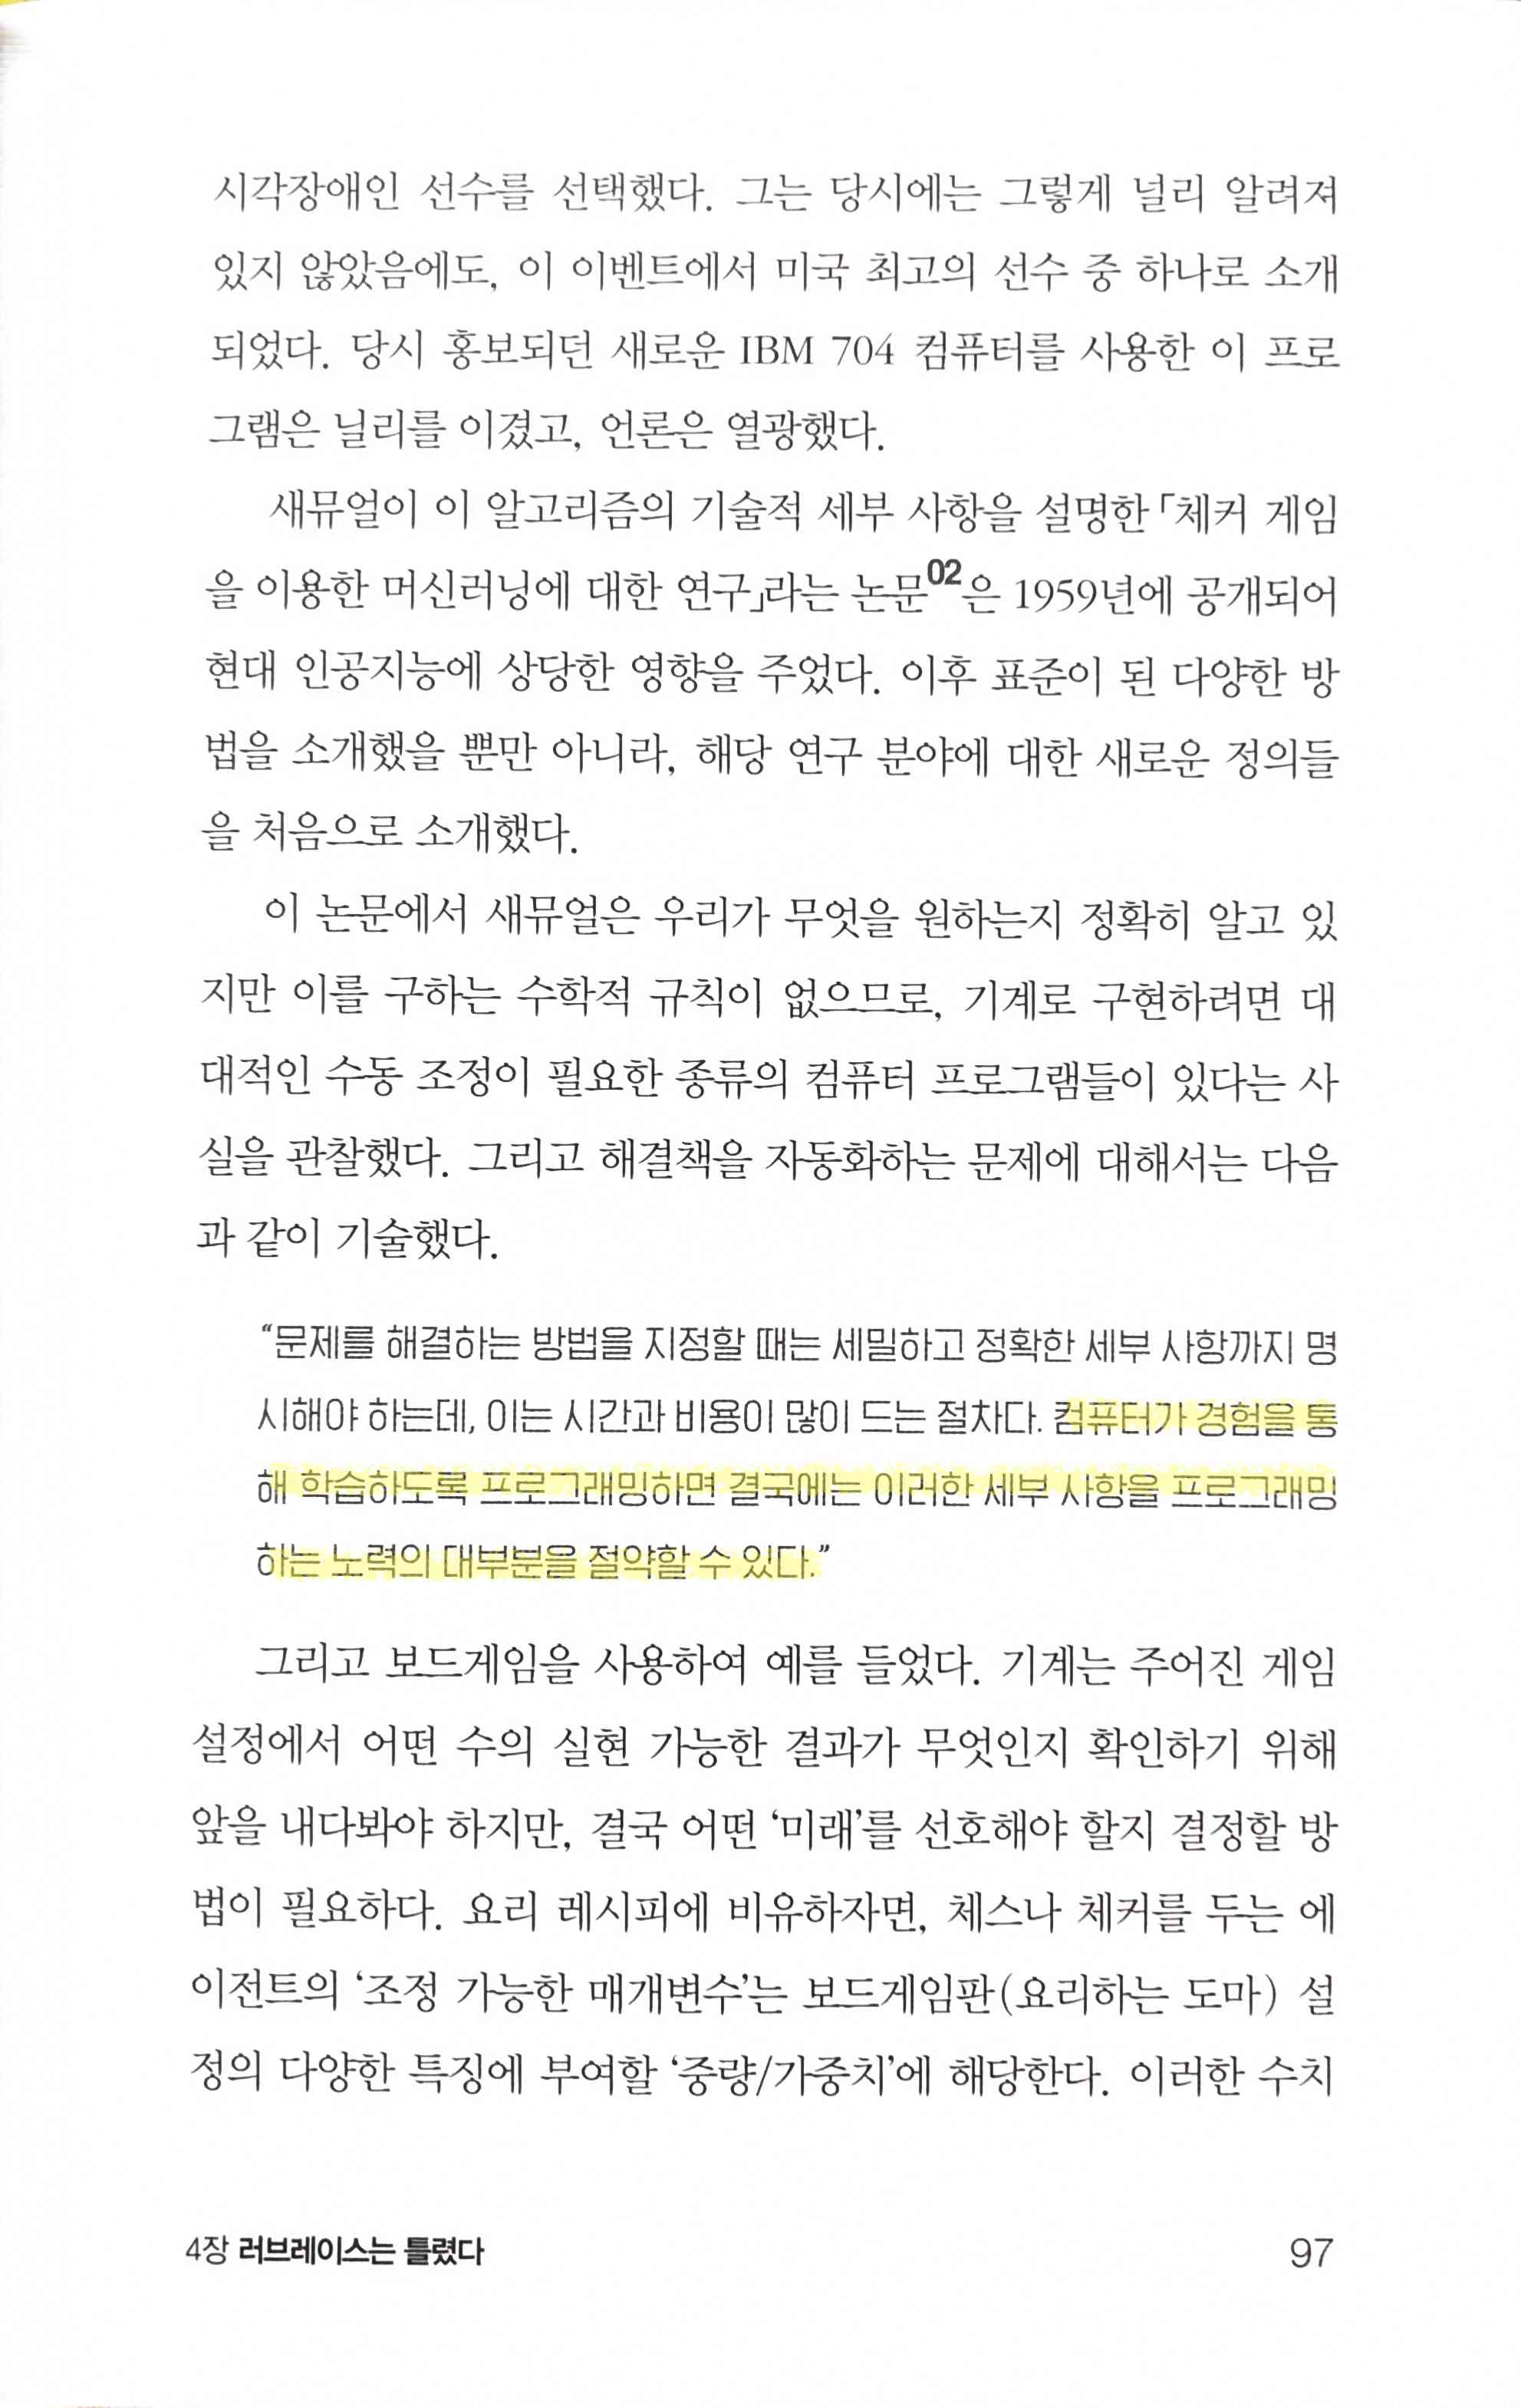 시각장애인 선수를 선택했다. 그는 당시에는 그렇게 널리 알려져
있지 않았음에도, 이 이벤트에서 미국 최고의 선수 중 하나로 소개
되었다. 당시 홍보되던 새로운 IBM 704 컴퓨터를 사용한 이 프로
그램은 닐리를 이겼고, 언론은 열광했다.
새뮤얼이 이 알고리즘의 기술적 세부 사항을 설명한 「체커 게임
을 이용한 머신러닝에 대한 연구」라는 논문02은 1959년에 공개되어
현대 인공지능에 상당한 영향을 주었다. 이후 표준이 된 다양한 방
법을 소개했을 뿐만 아니라, 해당 연구 분야에 대한 새로운 정의들
을 처음으로 소개했다.
이 논문에서 새뮤얼은 우리가 무엇을 원하는지 정확히 알고 있
지만 이를 구하는 수학적 규칙이 없으므로, 기계로 구현하려면 대
대적인 수동 조정이 필요한 종류의 컴퓨터 프로그램들이 있다는 사
실을 관찰했다. 그리고 해결책을 자동화하는 문제에 대해서는 다음
과 같이 기술했다.
“문제를 해결하는 방법을 지정할 때는 세밀하고 정확한 세부 사항까지 명
시해야 하는데, 이는 시간과 비용이 많이 드는 절차다. 컴퓨터가 경험을 통
해 학습하도록 프로그래밍하면 결국에는 이러한 세부 사항을 프로그래밍
하는 노력의 대부분을 절약할 수 있다.”
그리고 보드게임을 사용하여 예를 들었다. 기계는 주어진 게임
설정에서 어떤 수의 실현 가능한 결과가 무엇인지 확인하기 위해
앞을 내다봐야 하지만, 결국 어떤 ‘미래’를 선호해야 할지 결정할 방
법이 필요하다. 요리 레시피에 비유하자면, 체스나 체커를 두는 에
이전트의 ‘조정 가능한 매개변수’는 보드게임판(요리하는 도마) 설
정의 다양한 특징에 부여할 ‘중량/가중치’에 해당한다. 이러한 수치
4장 러브레이스는 틀렸다
97